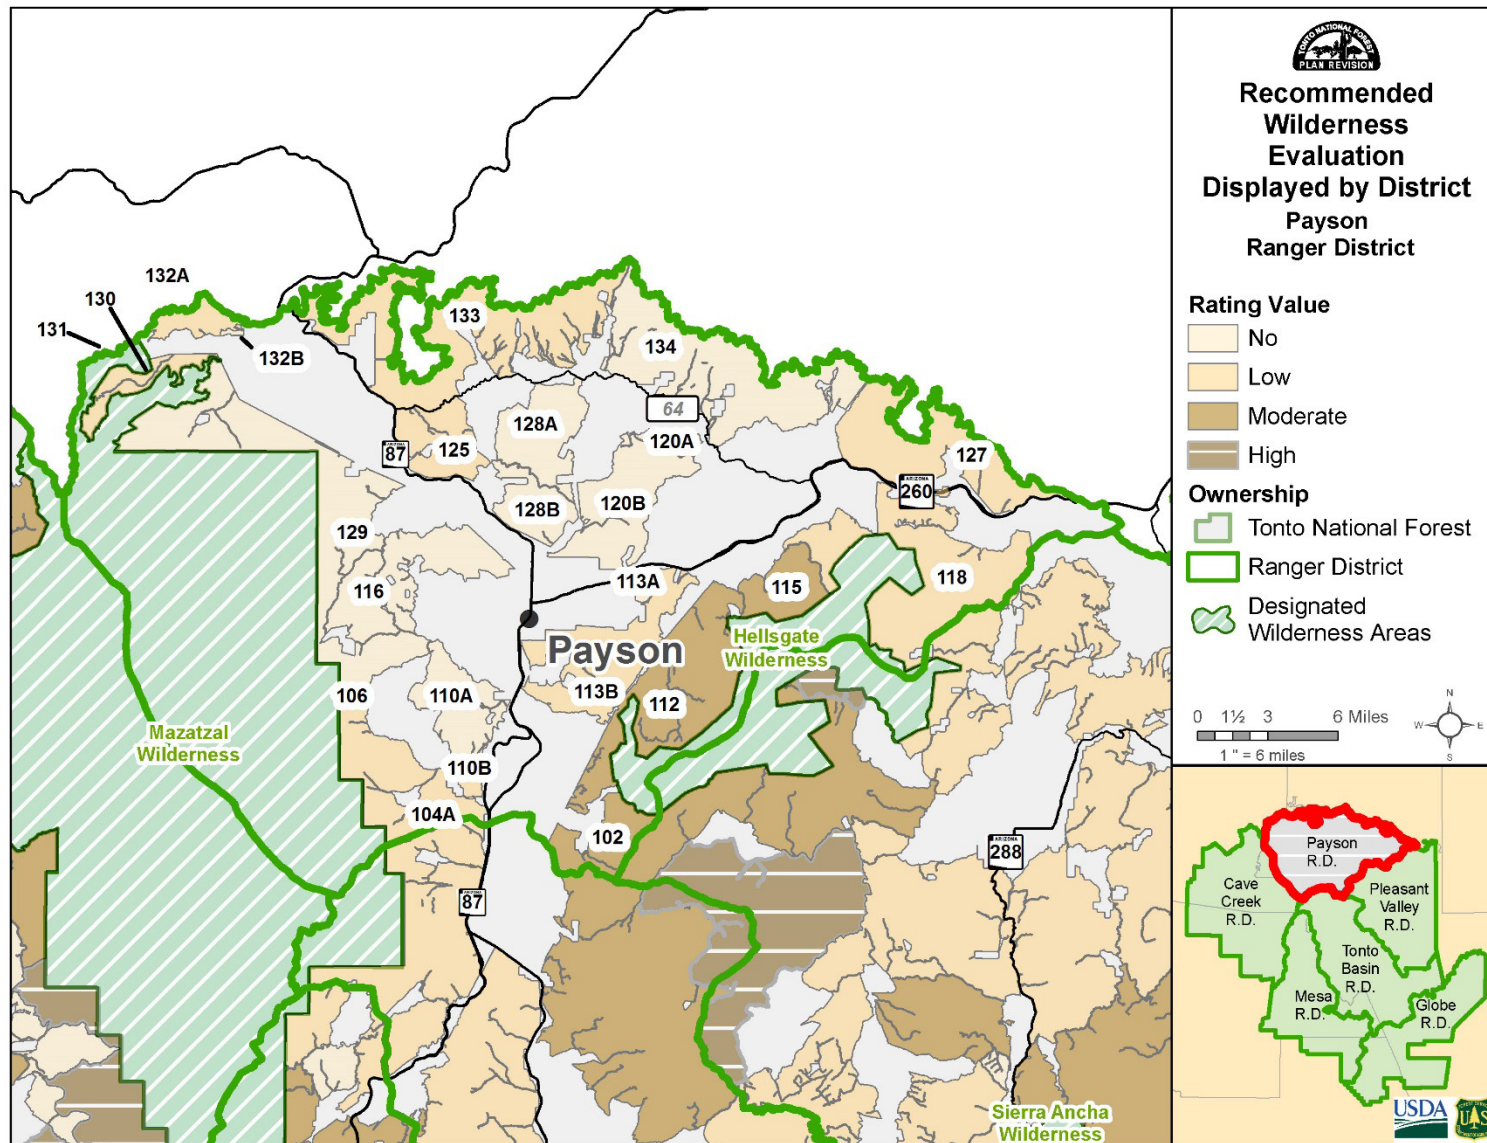 132A
130
131
132B
133
134
64
128A
87
125
120A
127
260
128B
120B
129
113A
116
115
118
Payson
Hellsgate
Wilderness
106
110A
113B
112
Mazatzal
Wilderness
110B
104A
102
ARIZONA
288
ARIZONA
87
Sierra Ancha
Wilderness
TONTO NATIONAL FOREST
PLAN REVISION
Recommended
Wilderness
Evaluation
Displayed by District
Payson
Ranger District
Rating Value
No
Low
Moderate
High
Ownership
Tonto National Forest
Ranger District
Designated
Wilderness Areas
N
W
E
S
0 1½ 3 6 Miles
1 " = 6 miles
Payson
R.D.
Cave
Creek
R.D.
Pleasant
Valley
R.D.
Tonto
Basin
R.D.
Mesa
R.D.
Globe
R.D.
USDA
U S